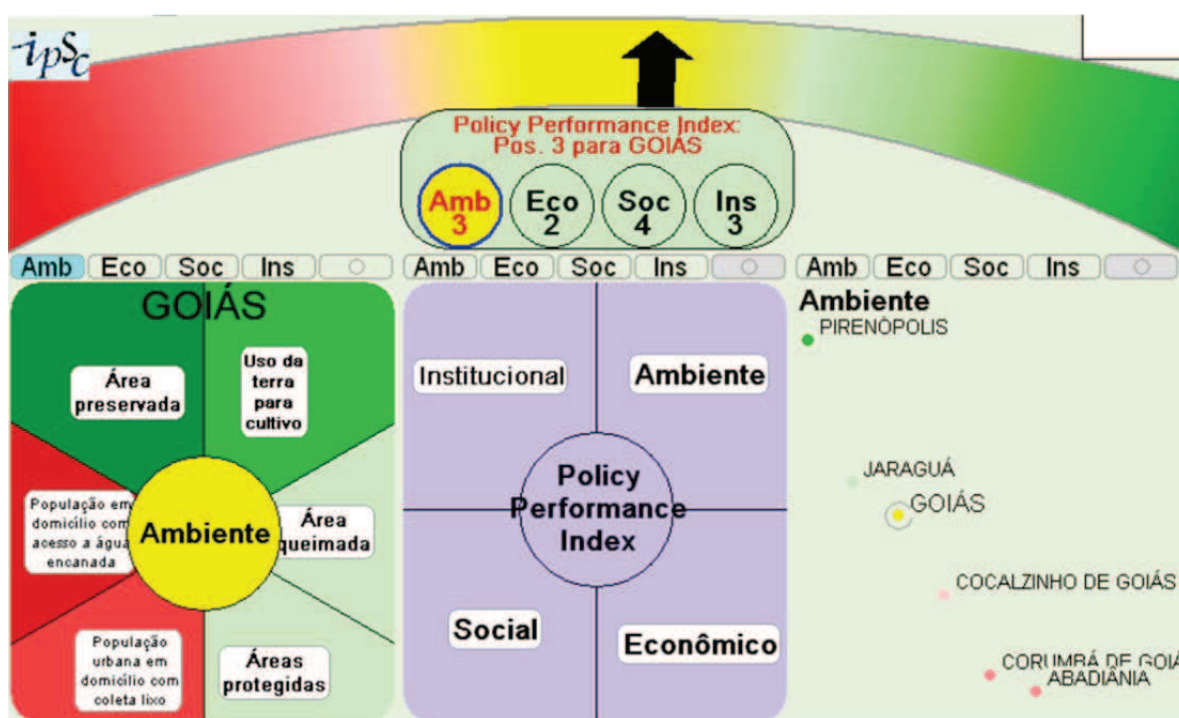 ipsc
Policy Performance Index:
Pos. 3 para GOIÁS
Amb
3
Eco
2
Soc
4
Ins
3
Amb Eco Soc Ins
Amb Eco Soc Ins
Amb Eco Soc Ins
GOIÁS
Área
preservada
Uso da
terra
para
cultivo
População em
domicílio com
acesso a água
encanada
Ambiente
Área
queimada
População
urbana em
domicílio com
coleta lixo
Áreas
protegidas
Institucional
Ambiente
Policy
Performance
Index
Social
Econômico
Ambiente
PIRENÓPOLIS
JARAGUÁ
GOIÁS
COCALZINHO DE GOIÁS
CORUMBÁ DE GOIÁ
ABADIÂNIA